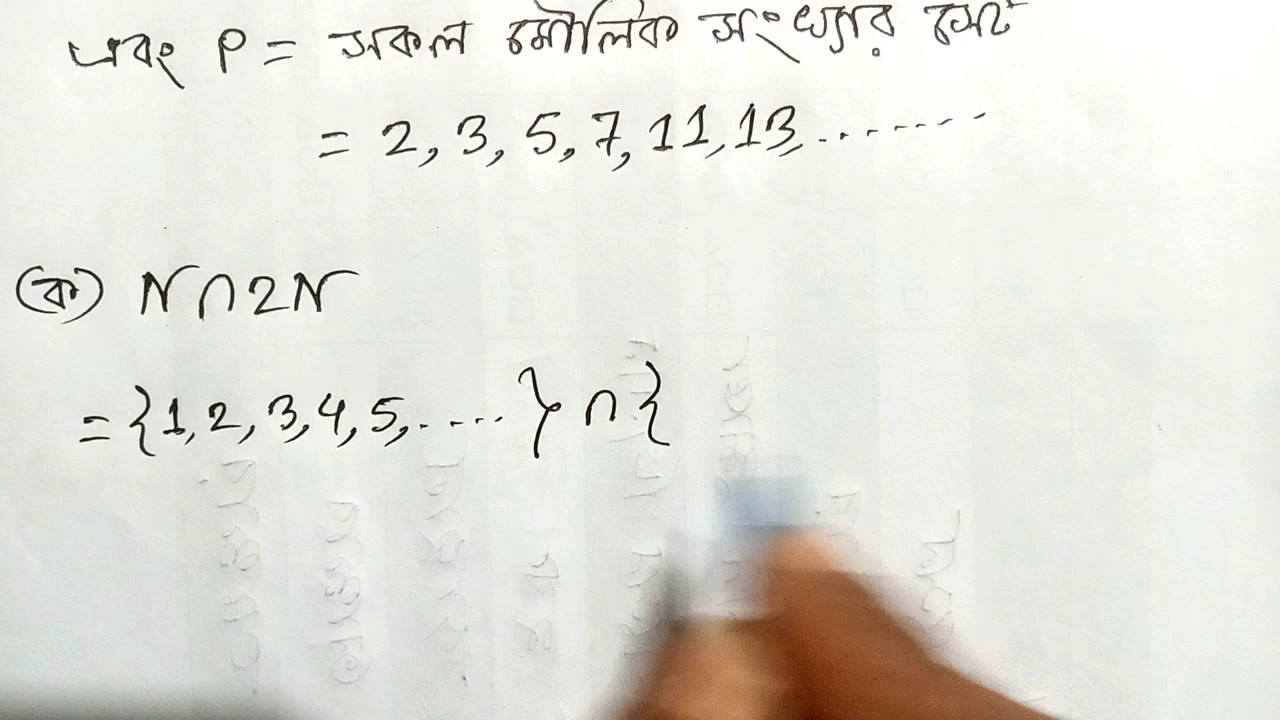 এবং P = সকল মৌলিক সংখ্যার সেট
= 2, 3, 5, 7, 11, 13, .......
(ক) N∩2N
= {1, 2, 3, 4, 5, ..... } ∩ {